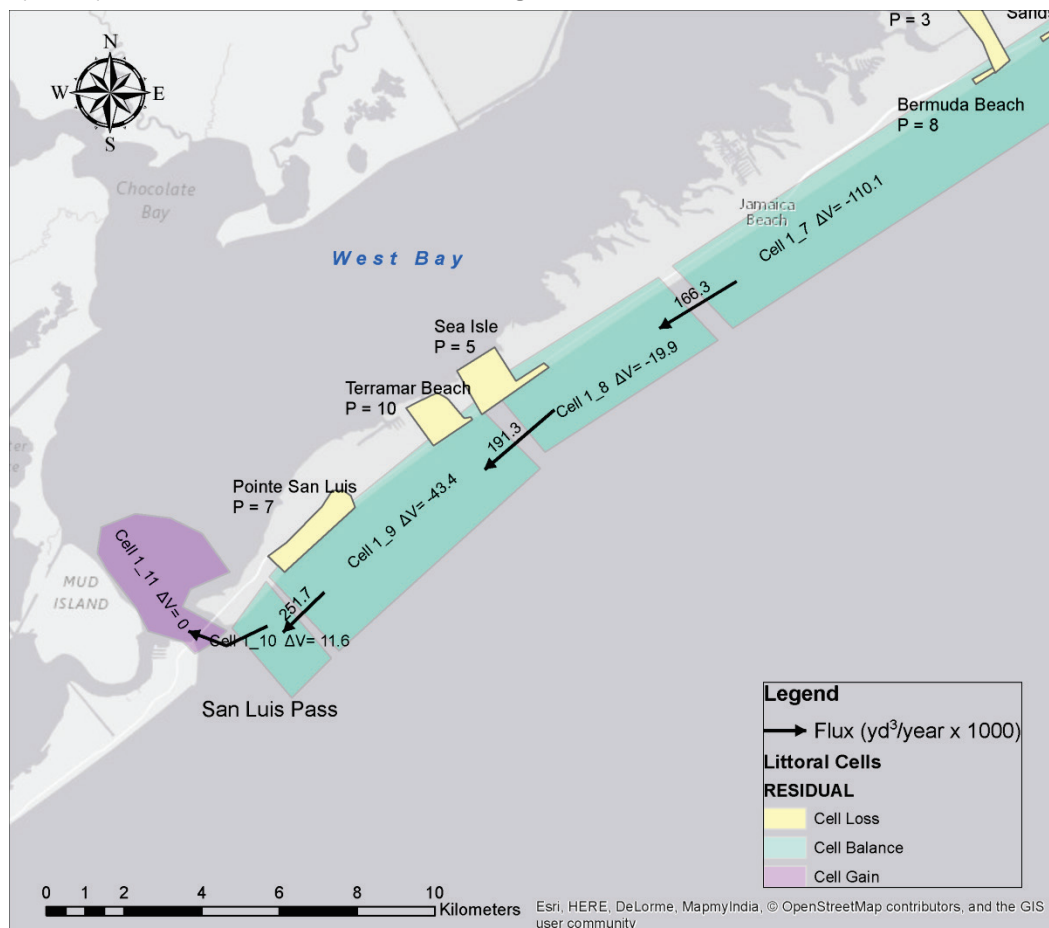 P = 3
Sands
Bermuda Beach
P = 8
N
W E
S
Chocolate
Bay
Jamaica
Beach
Cell 1_7 ΔV= -110.1
West Bay
166.3
Sea Isle
P = 5
Cell 1_8 ΔV= -19.9
Terramar Beach
P = 10
191.3
Pointe San Luis
P = 7
Cell 1_9 ΔV= -43.4
Cell 1_11 ΔV= 0
MUD
ISLAND
251.7
Cell 1_10 ΔV= 11.6
San Luis Pass
Legend
Flux (yd³/year x 1000)
Littoral Cells
RESIDUAL
Cell Loss
Cell Balance
Cell Gain
0 1 2 4 6 8 10
Kilometers
Esri, HERE, DeLorme, MapmyIndia, © OpenStreetMap contributors, and the GIS
user community